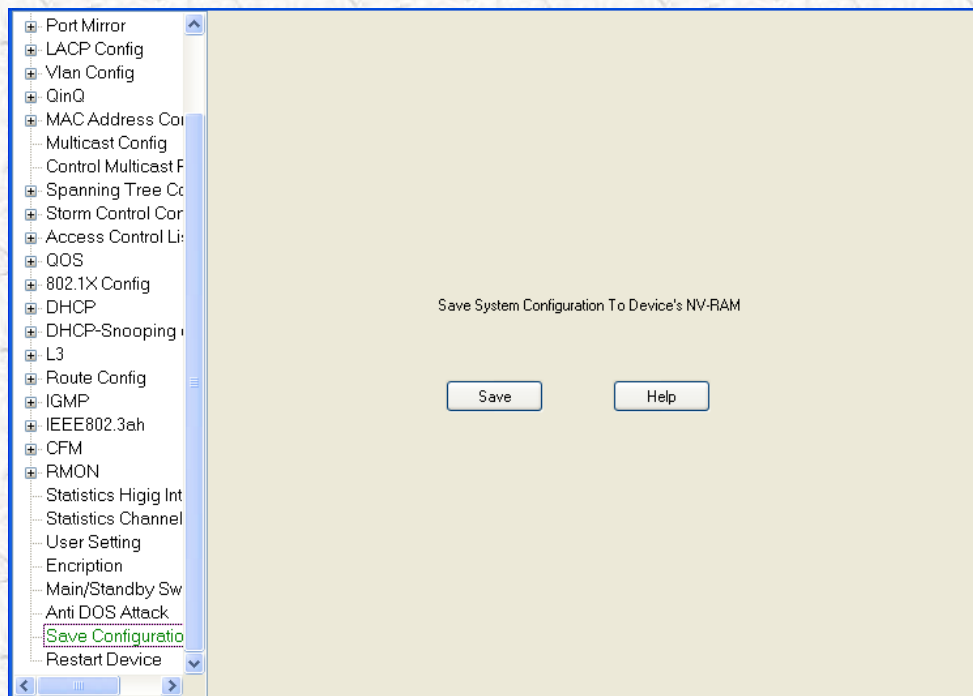 Port Mirror
LACP Config
Vlan Config
QinQ
MAC Address Co
Multicast Config
Control Multicast
Spanning Tree Co
Storm Control Con
Access Control Li
QOS
802.1X Config
DHCP
DHCP-Snooping
L3
Route Config
IGMP
IEEE802.3ah
CFM
RMON
Statistics Higig Int
Statistics Channel
User Setting
Encription
Main/Standby Sw
Anti DOS Attack
Save Configuratio
Restart Device
Save System Configuration To Device's NV-RAM
Save Help